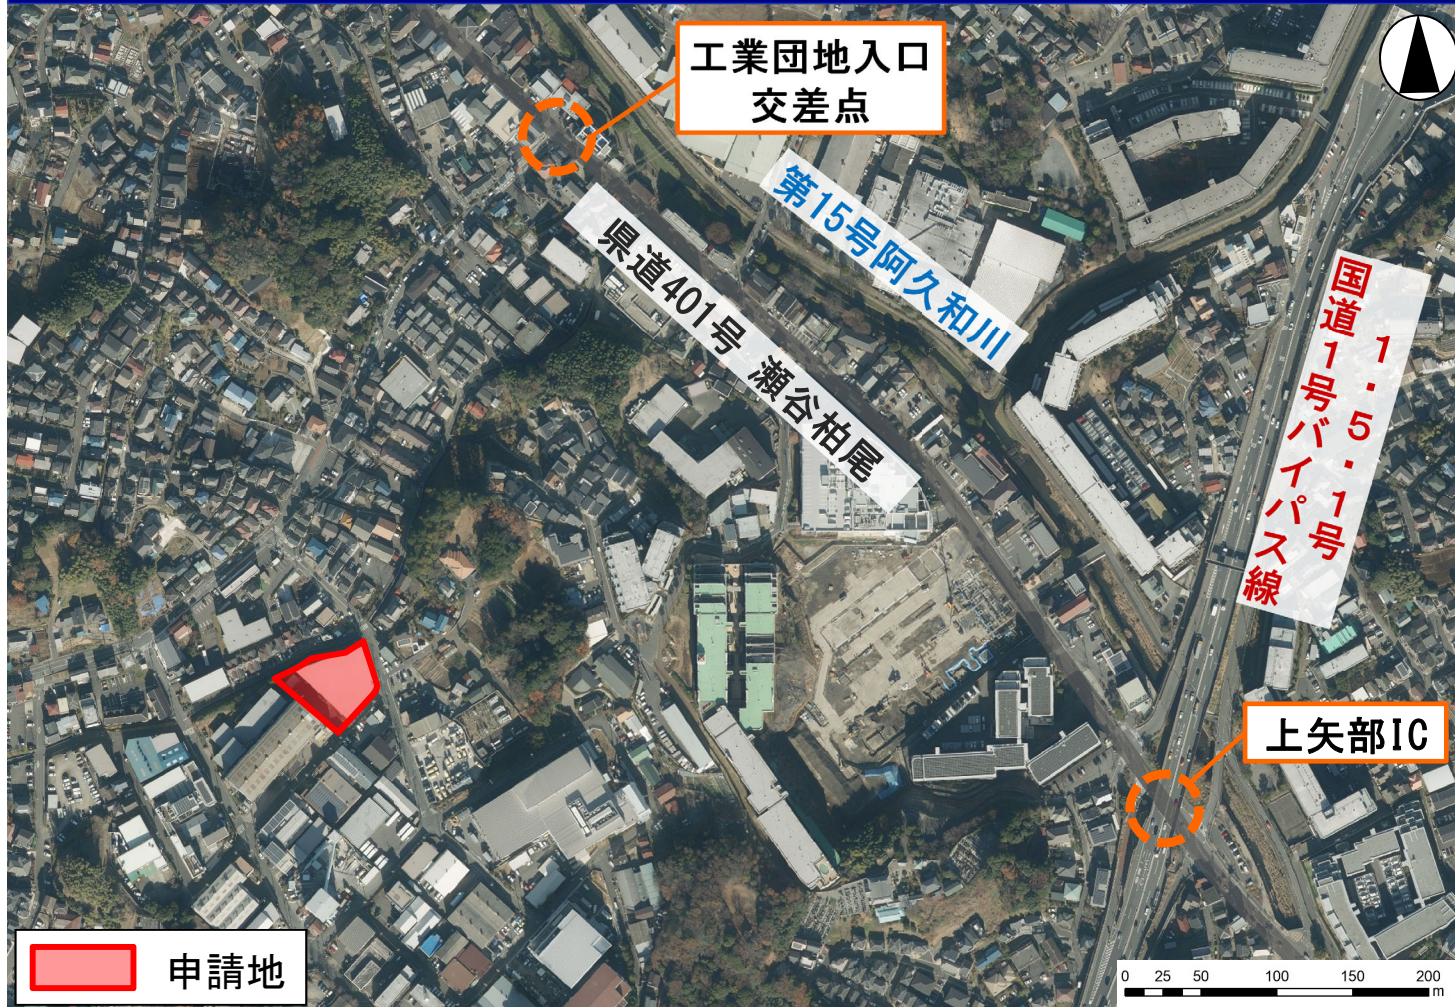 工業団地入口
交差点
第15号阿久和川
県道401号 瀬谷柏尾
1・5・1号
国道1号バイパス線
上矢部IC
申請地
0 25 50 100 150 200
m